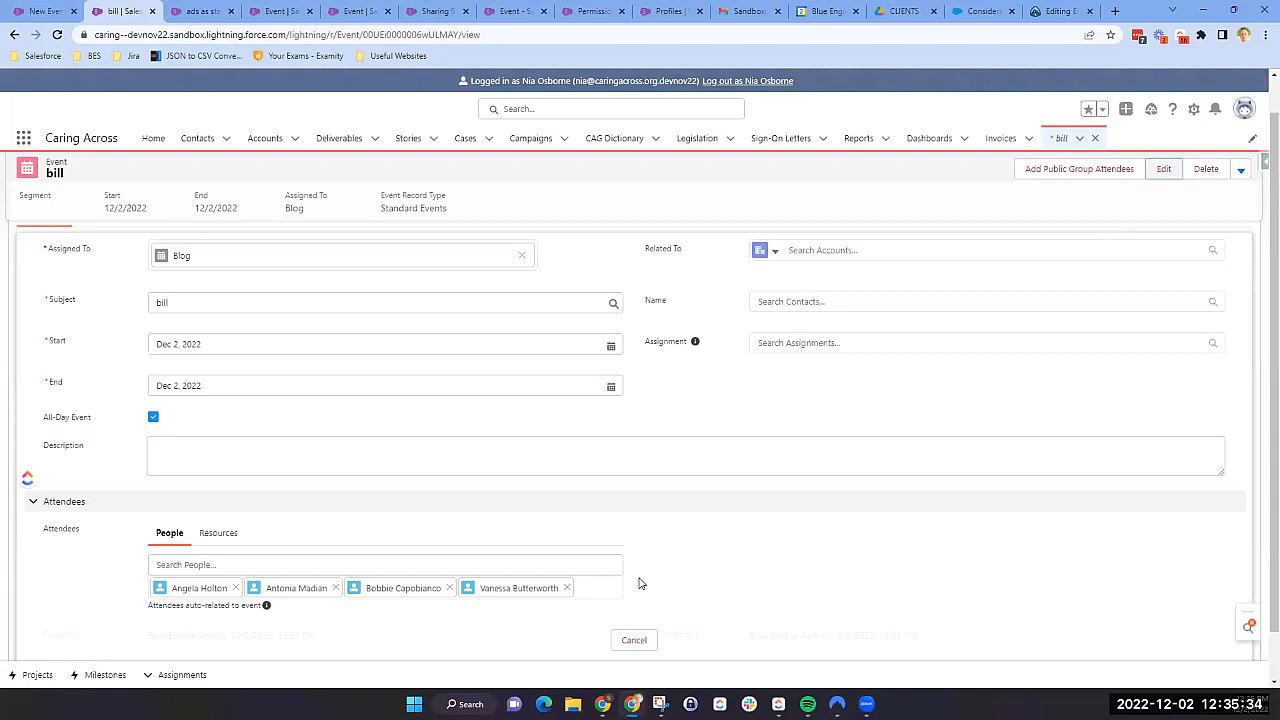 New Even
bill | Sales
ads as sta
Event | Si
Event | Sc
Sharing S
Event - Sa
Permissio
Profiles |
Sandbox:
Blue Engi
CLIENTS
Considera
Editing E
caring--devnov22.sandbox.lightning.force.com/lightning/r/Event/00UEi0000006wULMAY/view
Salesforce
BES
Jira
JSON to CSV Conve...
Your Exams - Examity
Useful Websites
Logged in as Nia Osborne (nia@caringacross.org.devnov22) Log out as Nia Osborne
Search...
Caring Across
Home
Contacts
Accounts
Deliverables
Stories
Cases
Campaigns
CAG Dictionary
Legislation
Sign-On Letters
Reports
Dashboards
Invoices
* bill
Event
bill
Add Public Group Attendees
Edit
Delete
Segment
Start
End
Assigned To
Event Record Type
12/2/2022
12/2/2022
Blog
Standard Events
*Assigned To
Blog
Related To
Search Accounts...
*Subject
bill
Name
Search Contacts...
*Start
Dec 2, 2022
Assignment
Search Assignments...
*End
Dec 2, 2022
All-Day Event
Description
Attendees
Attendees
People
Resources
Search People...
Angela Holton
Antonia Madian
Bobbie Capobianco
Vanessa Butterworth
Attendees auto-related to event
Cancel
Projects
Milestones
Assignments
Search
2022-12-02 12:35:34